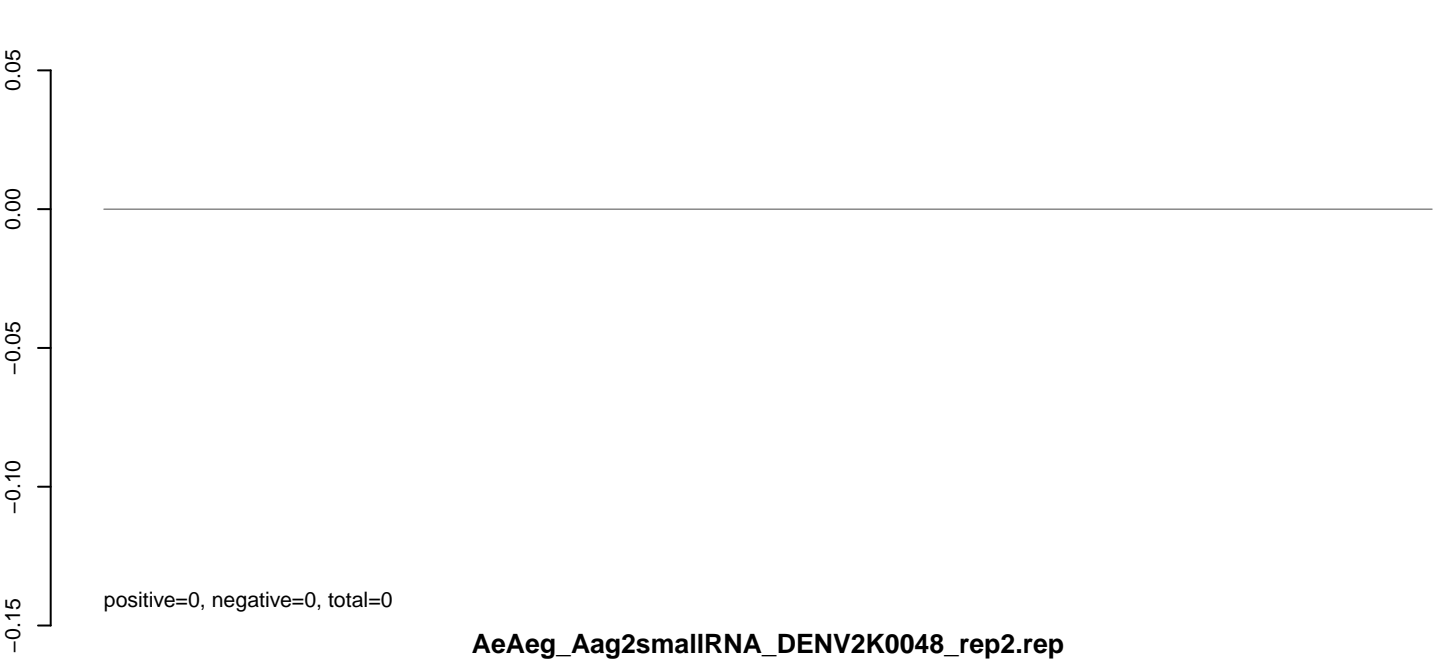 0.05
0.00
−0.05
−0.10
−0.15
positive=0, negative=0, total=0
AeAeg_Aag2smallRNA_DENV2K0048_rep2.rep